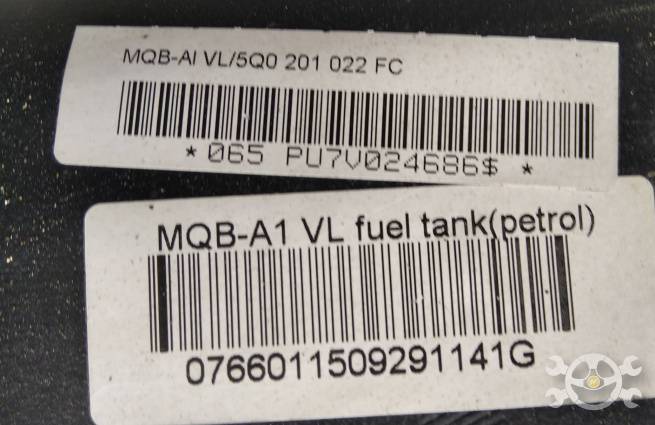 MQB-AI VL/5Q0 201 022 FC
* 065 PU7V024686$ *
MQB-A1 VL fuel tank(petrol)
0766011509291141G